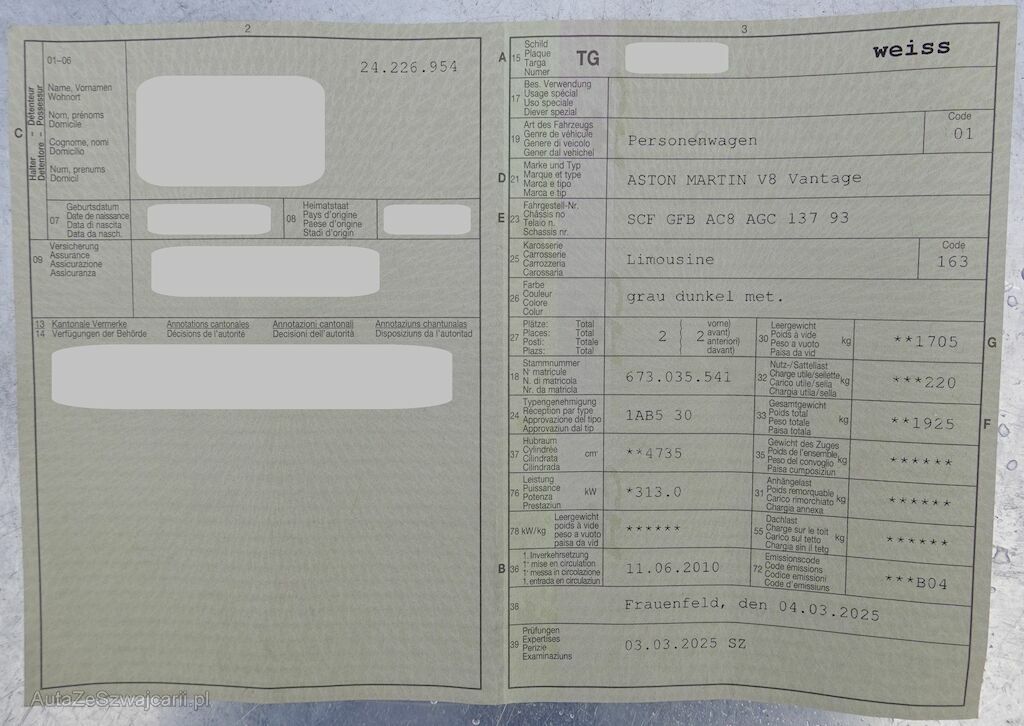 2
C
Halter -- Détenteur
Detentore -- Possessur
01-06
24.226.954
Name, Vornamen
Wohnort
Nom, prénoms
Domicile
Cognome, nomi
Domicilio
Num, prenums
Domicil
07
Geburtsdatum
Date de naissance
Data di nascita
Data da nasch.
08
Heimatstaat
Pays d'origine
Paese d'origine
Stadi d'origin
09
Versicherung
Assurance
Assicurazione
Assicuranza
13 Kantonale Vermerke Annotations cantonales Annotazioni cantonali Annotaziuns chantunalas
14 Verfügungen der Behörde Décisions de l'autorité Decisioni dell'autorità Disposiziuns da l'autoritad
3
A 15
Schild
Plaque
Targa
Numer
TG
weiss
17
Bes. Verwendung
Usage spécial
Uso speciale
Diever spezial
19
Art des Fahrzeugs
Genre de véhicule
Genere di veicolo
Gener dal vehichel
Personenwagen
Code
01
D 21
Marke und Typ
Marque et type
Marca e tipo
Marca e tip
ASTON MARTIN V8 Vantage
E 23
Fahrgestell-Nr.
Châssis no
Telaio n.
Schassis nr.
SCF GFB AC8 AGC 137 93
25
Karosserie
Carrosserie
Carrozzeria
Carossaria
Limousine
Code
163
26
Farbe
Couleur
Colore
Colur
grau dunkel met.
27
Plätze: Total
Places: Total
Posti: Totale
Plazs: Total
2
2
vorne)
avant)
anteriori)
davant)
30
Leergewicht
Poids à vide
Peso a vuoto
Paisa da vid
kg
**1705
G
18
Stammnummer
N° matricule
N. di matricola
Nr. da matricla
673.035.541
32
Nutz-/Sattellast
Charge utile/sellette
Carico utile/sella
Chargia utila/sella
kg
***220
24
Typengenehmigung
Réception par type
Approvazione del tipo
Approvaziun dal tip
1AB5 30
33
Gesamtgewicht
Poids total
Peso totale
Paisa totala
kg
**1925
F
37
Hubraum
Cylindrée
Cilindrata
Cilindrada
cm³
**4735
35
Gewicht des Zuges
Poids de l'ensemble
Peso del convoglio
Paisa cumposiziun
kg
******
76
Leistung
Puissance
Potenza
Prestaziun
kW
*313.0
31
Anhängelast
Poids remorquable
Carico rimorchiato
Chargia annexa
kg
******
78 kW/kg
Leergewicht
poids à vide
peso a vuoto
paisa da vid
******
55
Dachlast
Charge sur le toit
Carico sul tetto
Chargia sin il tetg
kg
******
B 36
1. Inverkehrsetzung
1re mise en circulation
1a messa in circolazione
1. entrada en circulaziun
11.06.2010
72
Emissionscode
Code émissions
Codice emissioni
Code d'emissiuns
***B04
38
Frauenfeld, den 04.03.2025
39
Prüfungen
Expertises
Perizie
Examinaziuns
03.03.2025 SZ
AutaZeSzwajcarii.pl